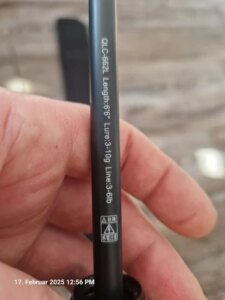 QLC-662L Length:6'6" Lure:3-10g Line:3-6lb
17. Februar 2025 12:56 PM